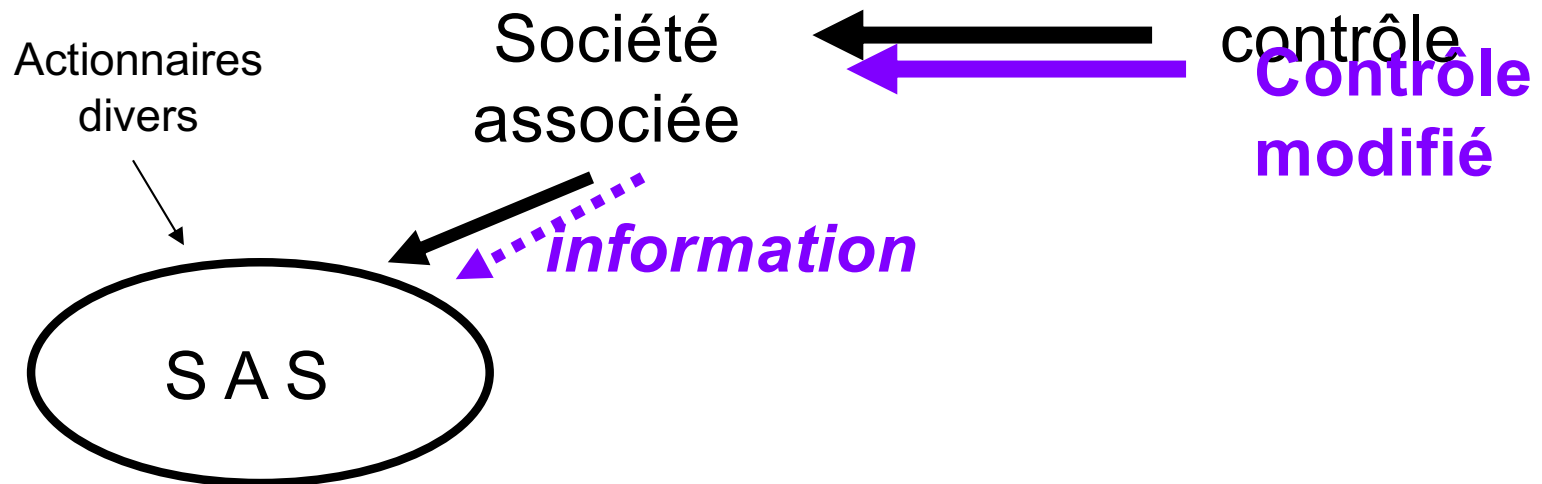 Actionnaires
divers
Société
associée
contrôle
Contrôle
modifié
information
S A S